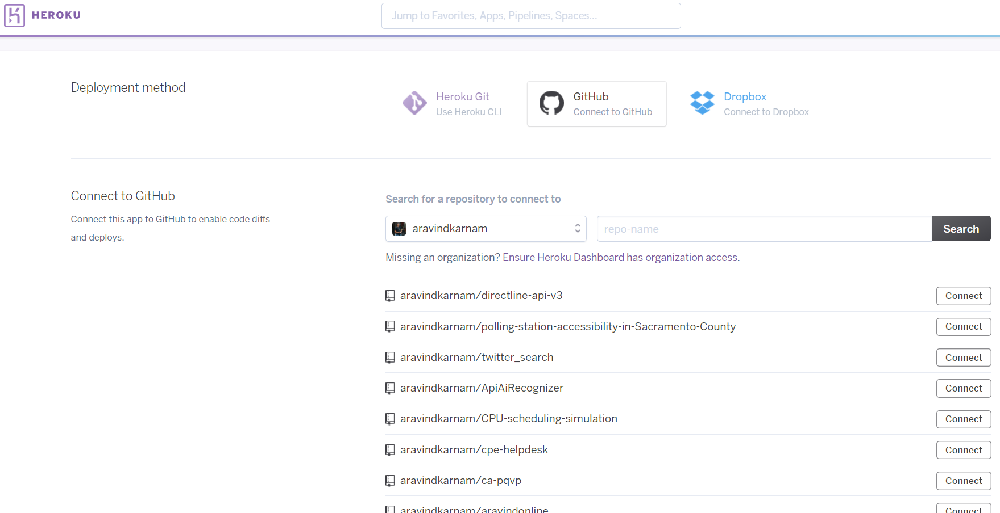 HEROKU
Jump to Favorites, Apps, Pipelines, Spaces...
Deployment method
Heroku Git
Use Heroku CLI
GitHub
Connect to GitHub
Dropbox
Connect to Dropbox
Connect to GitHub
Connect this app to GitHub to enable code diffs
and deploys.
Search for a repository to connect to
aravindkarnam
repo-name
Search
Missing an organization? Ensure Heroku Dashboard has organization access.
aravindkarnam/directline-api-v3 Connect
aravindkarnam/polling-station-accessibility-in-Sacramento-County Connect
aravindkarnam/twitter_search Connect
aravindkarnam/ApiAiRecognizer Connect
aravindkarnam/CPU-scheduling-simulation Connect
aravindkarnam/cpe-helpdesk Connect
aravindkarnam/ca-pqvp Connect
aravindkarnam/aravindonline Connect